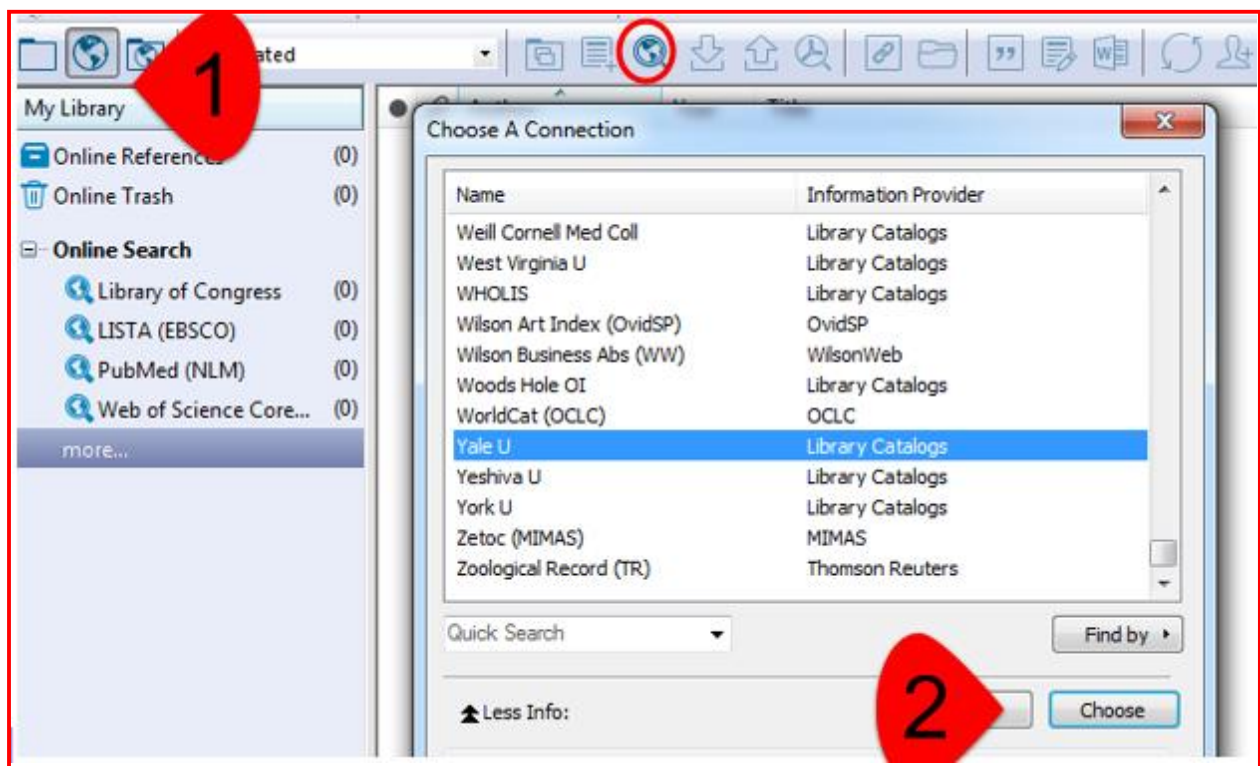 1
My Library
Online References (0)
Online Trash (0)
Online Search
Library of Congress (0)
LISTA (EBSCO) (0)
PubMed (NLM) (0)
Web of Science Core... (0)
more...
Choose A Connection
Name Information Provider
Weill Cornell Med Coll Library Catalogs
West Virginia U Library Catalogs
WHOLIS Library Catalogs
Wilson Art Index (OvidSP) OvidSP
Wilson Business Abs (WW) WilsonWeb
Woods Hole OI Library Catalogs
WorldCat (OCLC) OCLC
Yale U Library Catalogs
Yeshiva U Library Catalogs
York U Library Catalogs
Zetoc (MIMAS) MIMAS
Zoological Record (TR) Thomson Reuters
Quick Search Find by
Less Info: 2 Choose